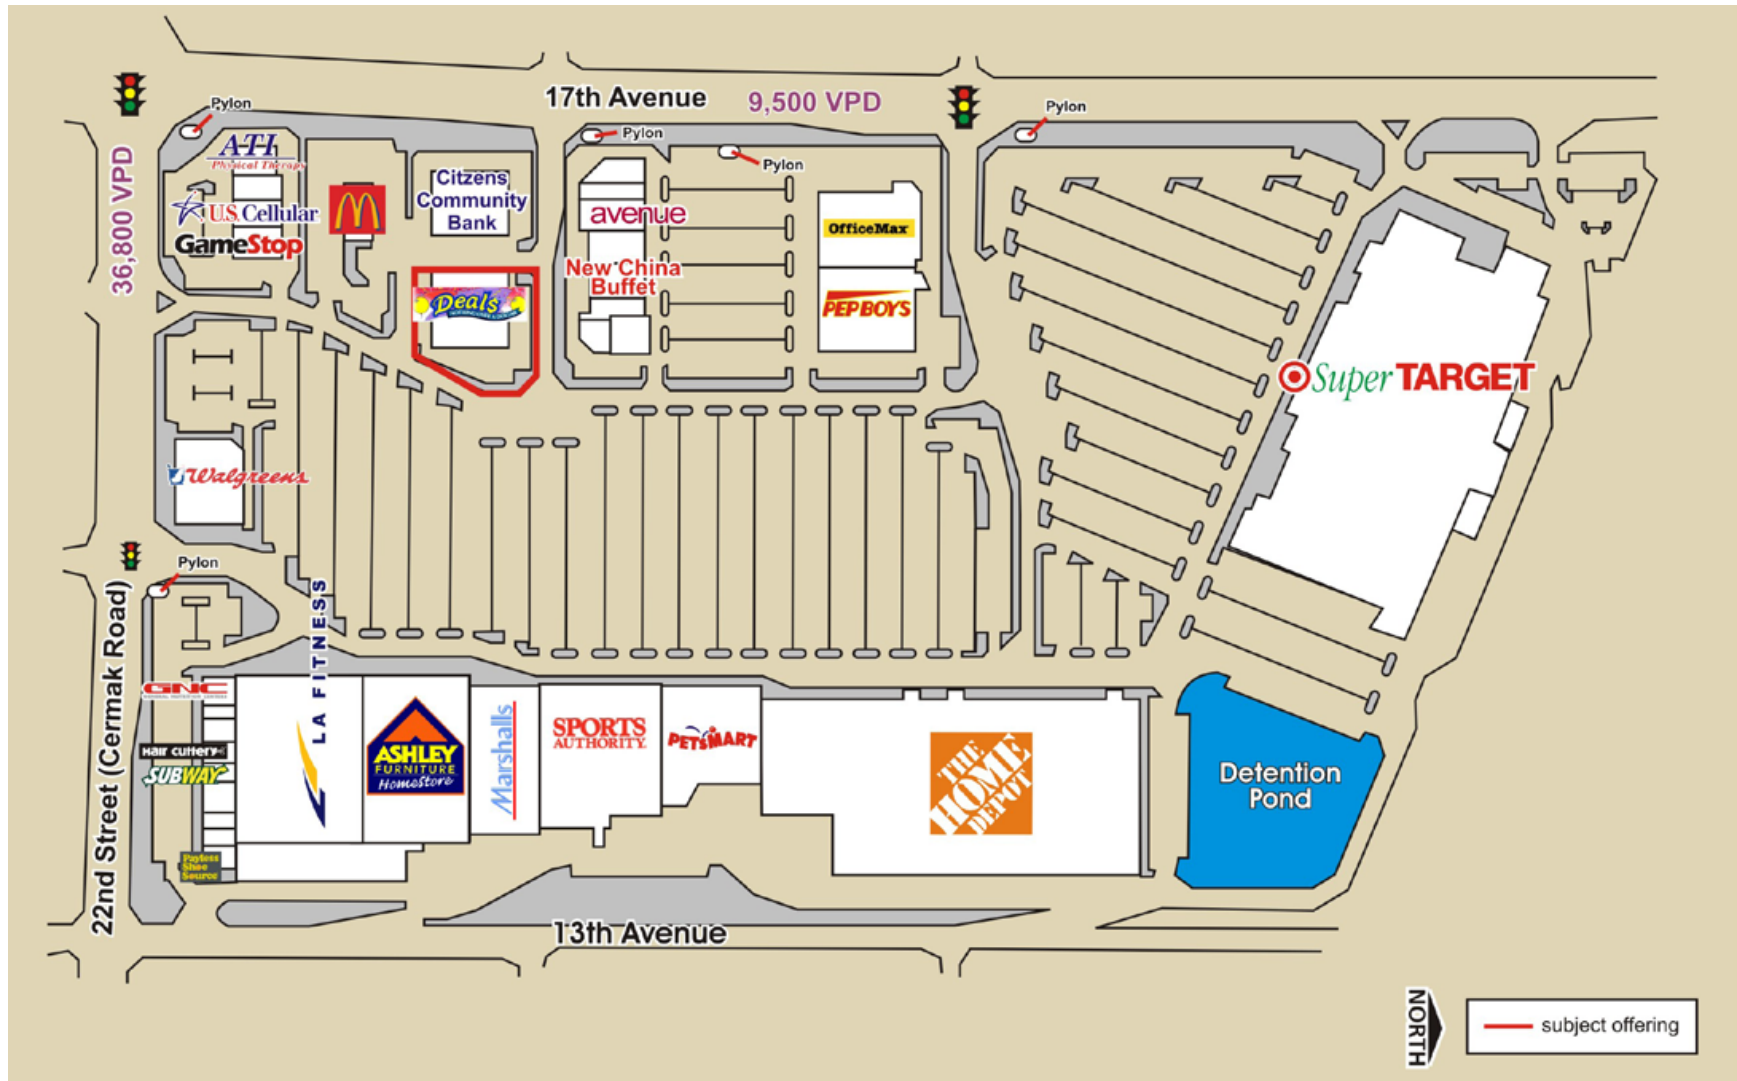 17th Avenue
9,500 VPD
36,800 VPD
Pylon
Pylon
Pylon
Pylon
ATI
Physical Therapy
U.S. Cellular
GameStop
Citzens
Community
Bank
Deals
avenue
New China
Buffet
OfficeMax
PEP BOYS
Super TARGET
Walgreens
Pylon
22nd Street (Cermak Road)
GNC
Hair Cuttery
SUBWAY
Payless
Shoe
Source
LA FITNESS
ASHLEY
FURNITURE
HomeStore
Marshalls
SPORTS
AUTHORITY
PETSMART
THE
HOME
DEPOT
Detention
Pond
13th Avenue
NORTH
subject offering